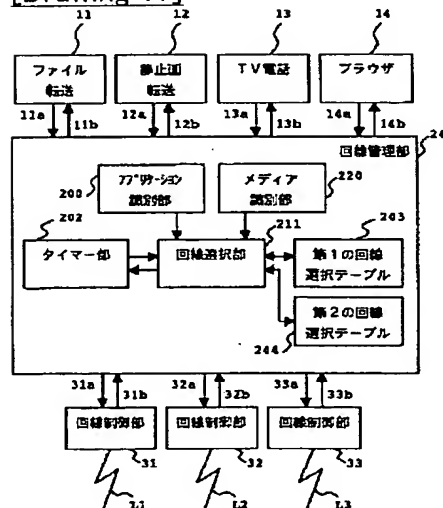 [Drawing
11
12
13
14
ファイル
転送
静止画
転送
TV電話
ブラウザ
11a
11b
12a
12b
13a
13b
14a
14b
24
回線管理部
200
アプリケーション
識別部
メディア
識別部
220
202
211
243
タイマー部
回線選択部
第1の回線
選択テーブル
第2の回線
選択テーブル
244
31a
31b
32a
32b
33a
33b
回線制御部
回線制御部
回線制御部
31
32
33
L1
L2
L3